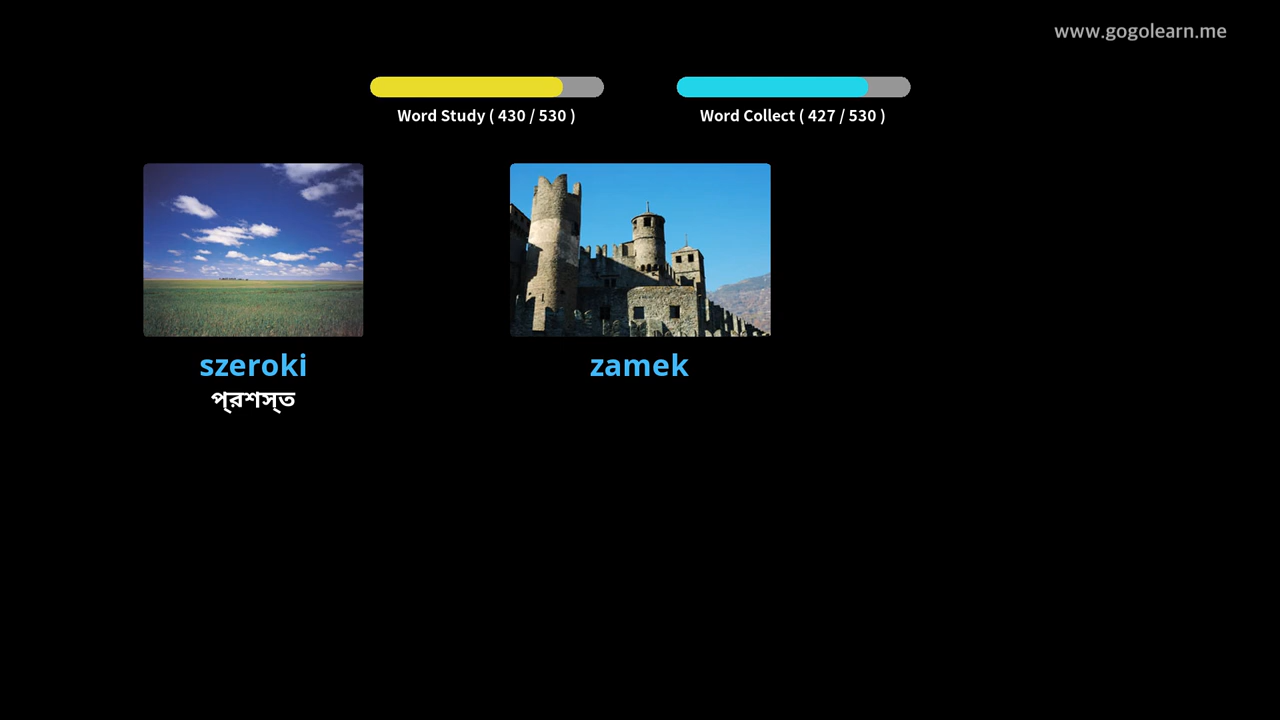 www.gogolearn.me
Word Study ( 430 / 530 )
Word Collect ( 427 / 530 )
szeroki
প্রশস্ত
zamek